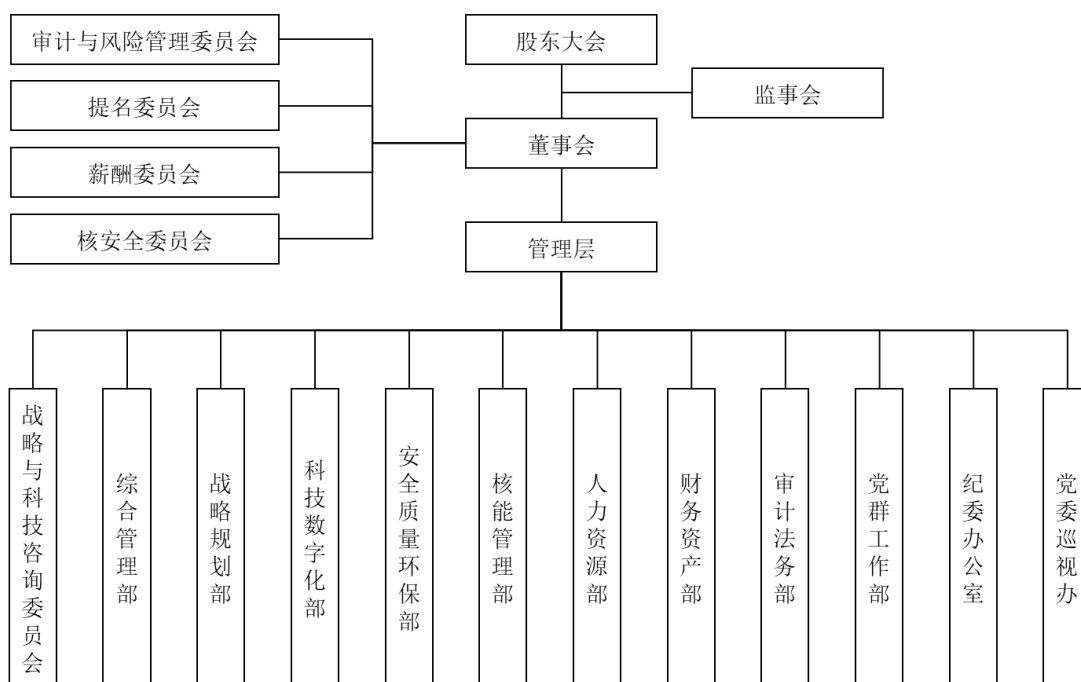 审计与风险管理委员会
股东大会
监事会
提名委员会
董事会
薪酬委员会
核安全委员会
管理层
战略与科技咨询委员会
综合管理部
战略规划部
科技数字化部
安全质量环保部
核能管理部
人力资源部
财务资产部
审计法务部
党群工作部
纪委办公室
党委巡视办